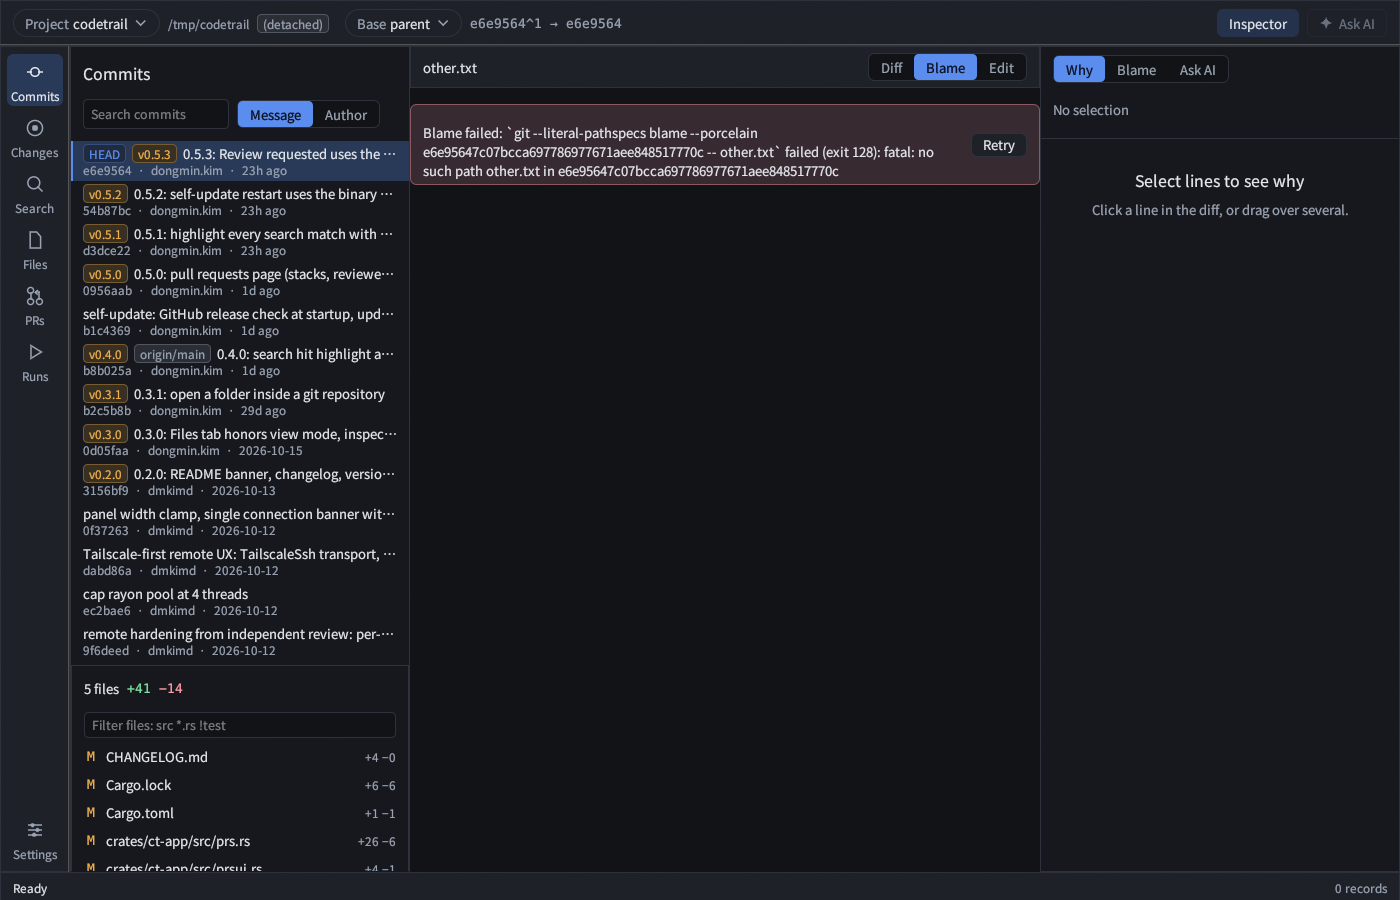 Project codetrail
/tmp/codetrail
(detached)
Base parent
e6e9564^1 → e6e9564
Inspector
Ask AI
Commits
Changes
Search
Files
PRs
Runs
Settings
Commits
Search commits
Message
Author
HEAD v0.5.3 0.5.3: Review requested uses the ···
e6e9564 · dongmin.kim · 23h ago
v0.5.2 0.5.2: self-update restart uses the binary ···
54b87bc · dongmin.kim · 23h ago
v0.5.1 0.5.1: highlight every search match with ···
d3dce22 · dongmin.kim · 23h ago
v0.5.0 0.5.0: pull requests page (stacks, reviewe···
0956aab · dongmin.kim · 1d ago
self-update: GitHub release check at startup, upd···
b1c4369 · dongmin.kim · 1d ago
v0.4.0 origin/main 0.4.0: search hit highlight a···
b8b025a · dongmin.kim · 1d ago
v0.3.1 0.3.1: open a folder inside a git repository
b2c5b8b · dongmin.kim · 29d ago
v0.3.0 0.3.0: Files tab honors view mode, inspec···
0d05faa · dongmin.kim · 2026-10-15
v0.2.0 0.2.0: README banner, changelog, versio···
3156bf9 · dmkimd · 2026-10-13
panel width clamp, single connection banner wit···
0f37263 · dmkimd · 2026-10-12
Tailscale-first remote UX: TailscaleSsh transport, ···
dabd86a · dmkimd · 2026-10-12
cap rayon pool at 4 threads
ec2bae6 · dmkimd · 2026-10-12
remote hardening from independent review: per-···
9f6deed · dmkimd · 2026-10-12
5 files +41 −14
Filter files: src *.rs !test
M CHANGELOG.md +4 −0
M Cargo.lock +6 −6
M Cargo.toml +1 −1
M crates/ct-app/src/prs.rs +26 −6
M crates/ct-app/src/prsui.rs +4 −1
other.txt
Diff
Blame
Edit
Blame failed: `git --literal-pathspecs blame --porcelain
e6e95647c07bcca697786977671aee848517770c -- other.txt` failed (exit 128): fatal: no
such path other.txt in e6e95647c07bcca697786977671aee848517770c
Retry
Why
Blame
Ask AI
No selection
Select lines to see why
Click a line in the diff, or drag over several.
Ready
0 records